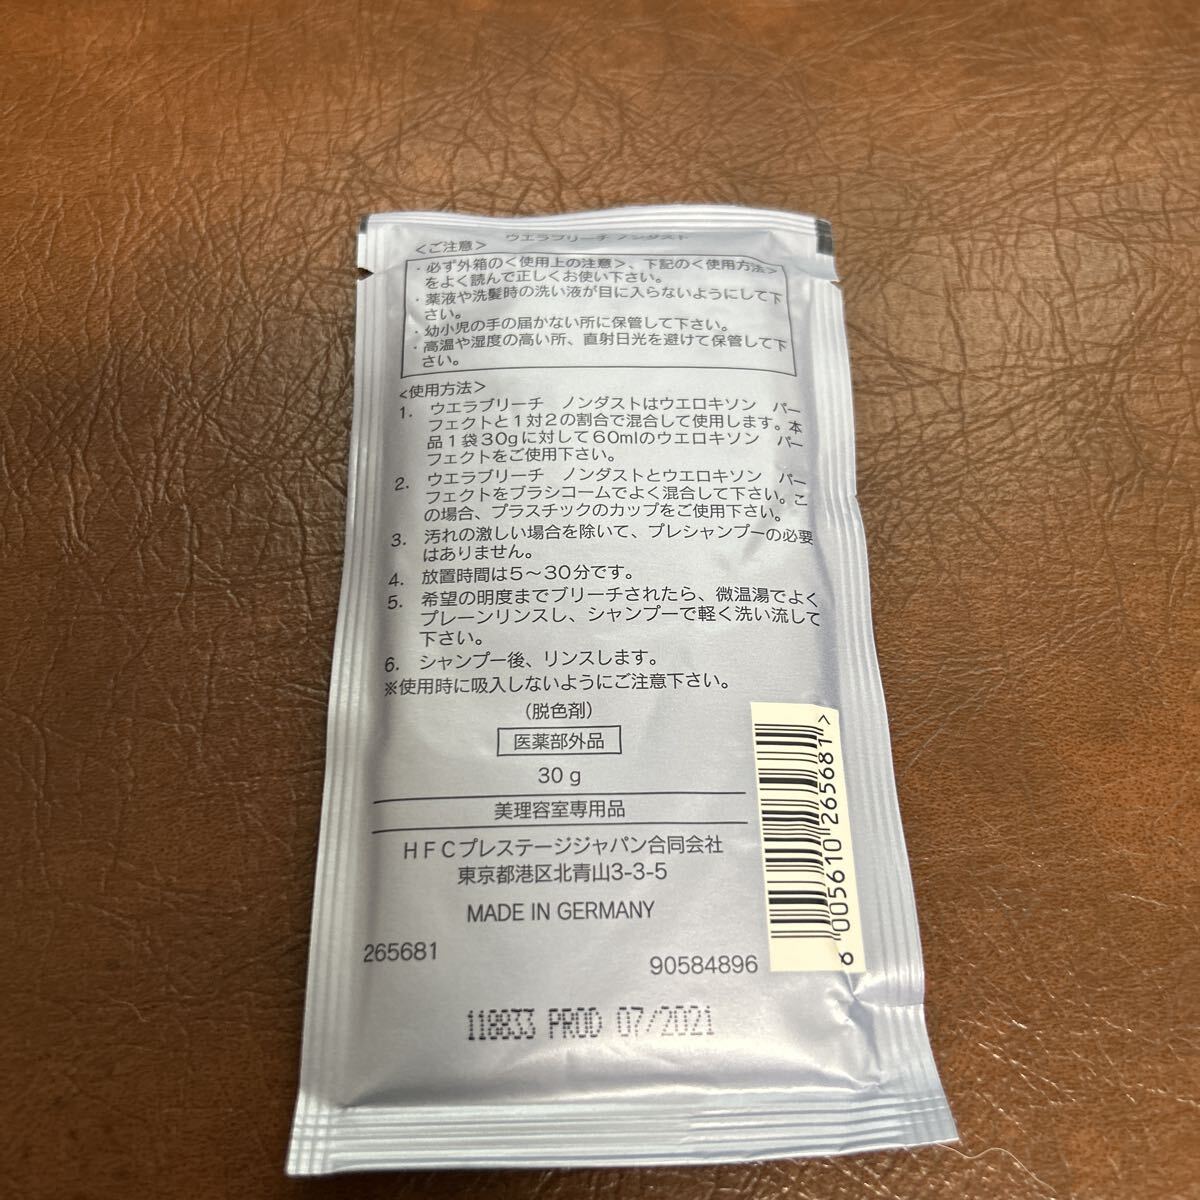 ウエラブリーチ ノンダスト
<ご注意>
・必ず外箱の<使用上の注意>、下記の<使用方法>
をよく読んで正しくお使い下さい。
・薬液や洗髪時の洗い液が目に入らないようにして下
さい。
・幼小児の手の届かない所に保管して下さい。
・高温や湿度の高い所、直射日光を避けて保管して下
さい。
<使用方法>
1. ウエラブリーチ ノンダストはウエロキソン パー
フェクトと1対2の割合で混合して使用します。本
品1袋30gに対して60mlのウエロキソン パー
フェクトをご使用下さい。
2. ウエラブリーチ ノンダストとウエロキソン パー
フェクトをブラシコームでよく混合して下さい。こ
の場合、プラスチックのカップをご使用下さい。
3. 汚れの激しい場合を除いて、プレシャンプーの必要
はありません。
4. 放置時間は5～30分です。
5. 希望の明度までブリーチされたら、微温湯でよく
プレーンリンスし、シャンプーで軽く洗い流して
下さい。
6. シャンプー後、リンスします。
※使用時に吸入しないようにご注意下さい。
(脱色剤)
医薬部外品
30g
美理容室専用品
HFCプレステージジャパン合同会社
東京都港区北青山3-3-5
MADE IN GERMANY
265681
90584896
6 005610 265681 >
118833 PROD 07/2021